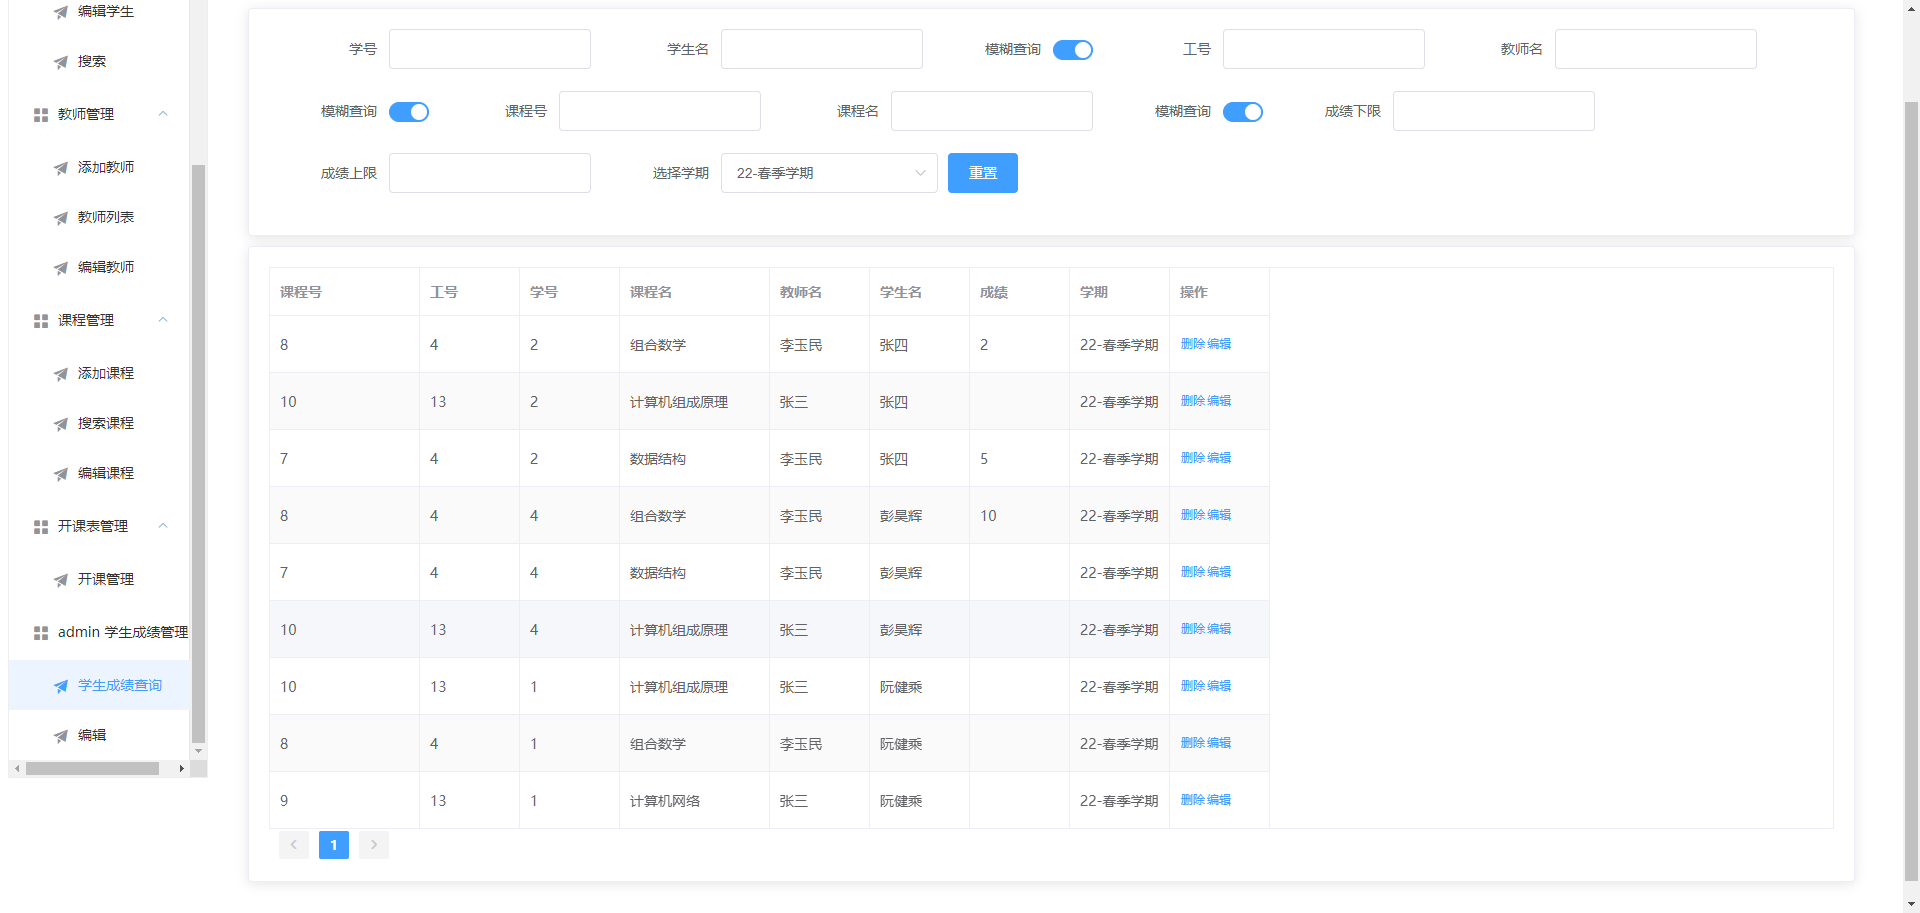 编辑学生
搜索
教师管理
添加教师
教师列表
编辑教师
课程管理
添加课程
搜索课程
编辑课程
开课表管理
开课管理
admin 学生成绩管理
学生成绩查询
编辑
学号 学生名 模糊查询 工号 教师名
模糊查询 课程号 课程名 模糊查询 成绩下限
成绩上限 选择学期 22-春季学期 重置
课程号 工号 学号 课程名 教师名 学生名 成绩 学期 操作
8 4 2 组合数学 李玉民 张四 2 22-春季学期 删除 编辑
10 13 2 计算机组成原理 张三 张四 22-春季学期 删除 编辑
7 4 2 数据结构 李玉民 张四 5 22-春季学期 删除 编辑
8 4 4 组合数学 李玉民 彭昊辉 10 22-春季学期 删除 编辑
7 4 4 数据结构 李玉民 彭昊辉 22-春季学期 删除 编辑
10 13 4 计算机组成原理 张三 彭昊辉 22-春季学期 删除 编辑
10 13 1 计算机组成原理 张三 阮健乘 22-春季学期 删除 编辑
8 4 1 组合数学 李玉民 阮健乘 22-春季学期 删除 编辑
9 13 1 计算机网络 张三 阮健乘 22-春季学期 删除 编辑
1